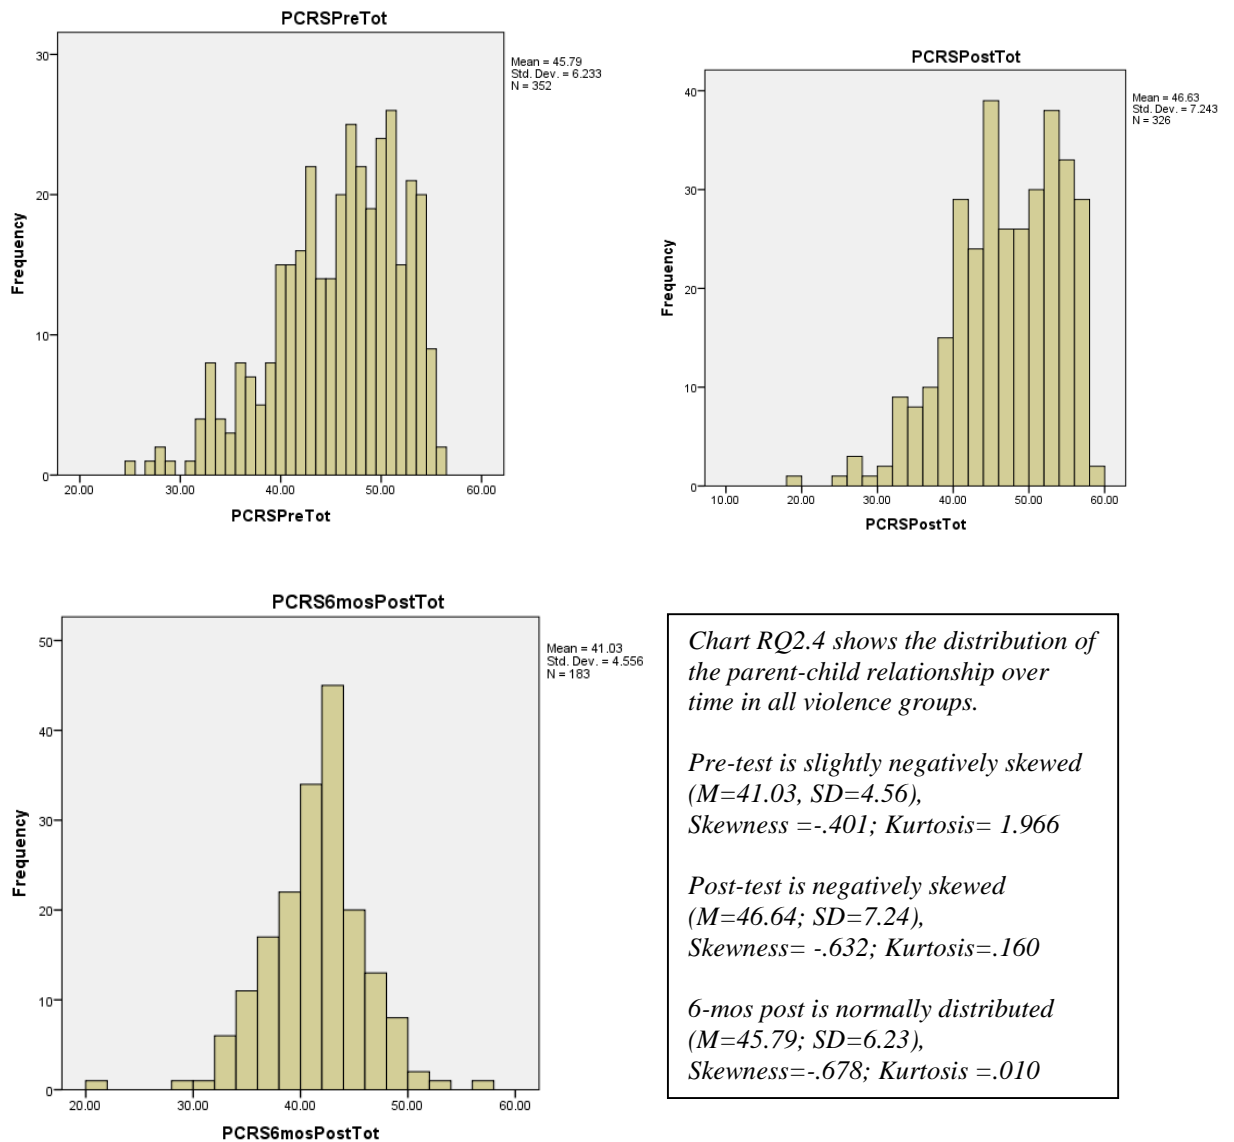 PCRSPreTot
Mean = 45.79
Std. Dev. = 6.233
N = 352
30
20
10
0
Frequency
20.00 30.00 40.00 50.00 60.00
PCRSPreTot
PCRSPostTot
Mean = 46.63
Std. Dev. = 7.243
N = 326
40
30
20
10
0
Frequency
10.00 20.00 30.00 40.00 50.00 60.00
PCRSPostTot
PCRS6mosPostTot
Mean = 41.03
Std. Dev. = 4.556
N = 183
50
40
30
20
10
0
Frequency
20.00 30.00 40.00 50.00 60.00
PCRS6mosPostTot
Chart RQ2.4 shows the distribution of
the parent-child relationship over
time in all violence groups.
Pre-test is slightly negatively skewed
(M=41.03, SD=4.56),
Skewness =-.401; Kurtosis= 1.966
Post-test is negatively skewed
(M=46.64; SD=7.24),
Skewness= -.632; Kurtosis=.160
6-mos post is normally distributed
(M=45.79; SD=6.23),
Skewness=-.678; Kurtosis =.010